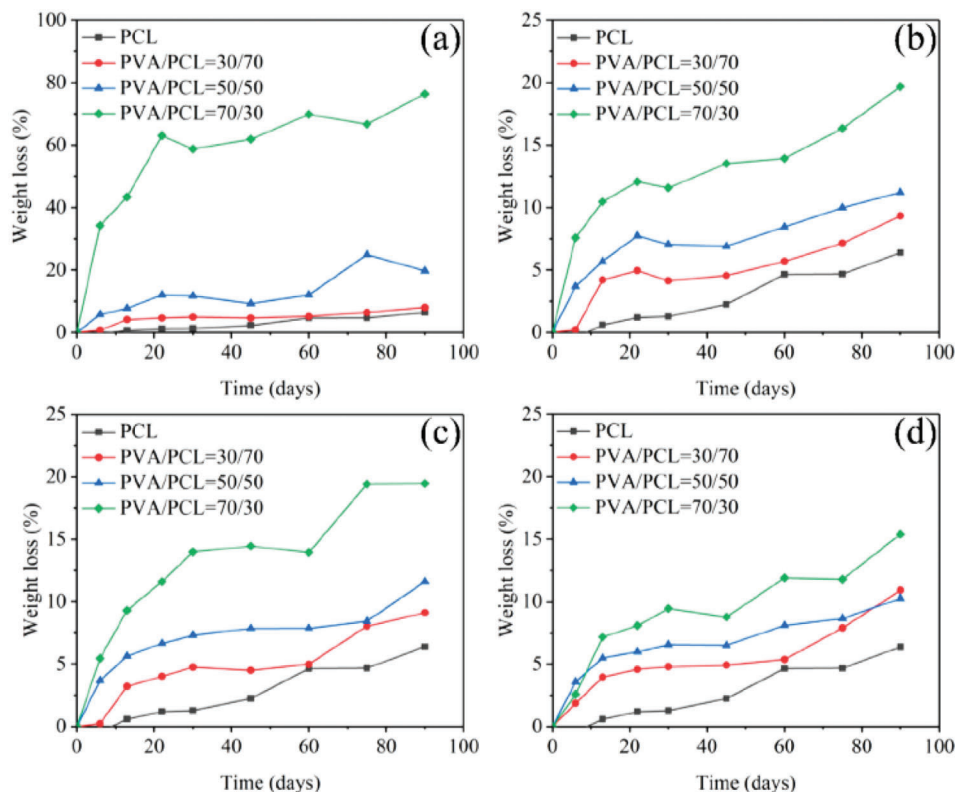 (a)
PCL
PVA/PCL=30/70
PVA/PCL=50/50
PVA/PCL=70/30
Weight loss (%)
100
80
60
40
20
0
0 20 40 60 80 100
Time (days)
(b)
PCL
PVA/PCL=30/70
PVA/PCL=50/50
PVA/PCL=70/30
Weight loss (%)
25
20
15
10
5
0
0 20 40 60 80 100
Time (days)
(c)
PCL
PVA/PCL=30/70
PVA/PCL=50/50
PVA/PCL=70/30
Weight loss (%)
25
20
15
10
5
0
0 20 40 60 80 100
Time (days)
(d)
PCL
PVA/PCL=30/70
PVA/PCL=50/50
PVA/PCL=70/30
Weight loss (%)
25
20
15
10
5
0
0 20 40 60 80 100
Time (days)